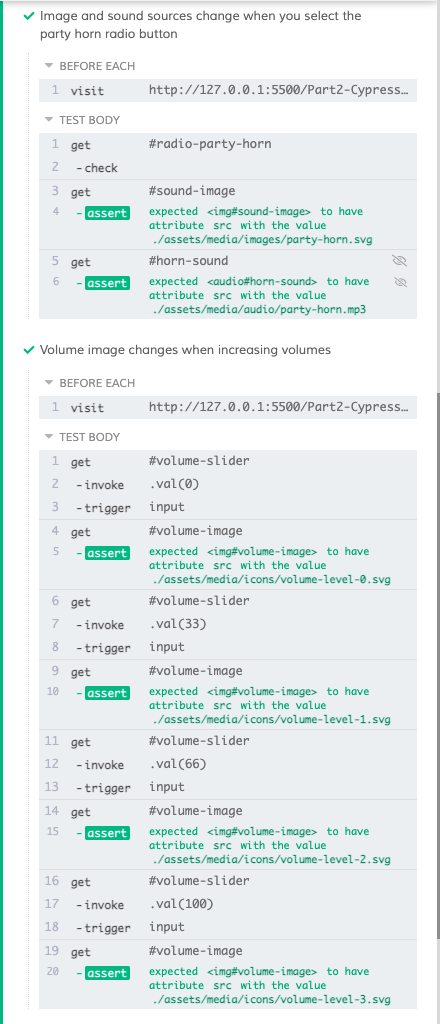 Image and sound sources change when you select the
party horn radio button
BEFORE EACH
1 visit http://127.0.0.1:5500/Part2-Cypress…
TEST BODY
1 get #radio-party-horn
2 -check
3 get #sound-image
4 -assert expected <img#sound-image> to have
attribute src with the value
./assets/media/images/party-horn.svg
5 get #horn-sound
6 -assert expected <audio#horn-sound> to have
attribute src with the value
./assets/media/audio/party-horn.mp3
Volume image changes when increasing volumes
BEFORE EACH
1 visit http://127.0.0.1:5500/Part2-Cypress…
TEST BODY
1 get #volume-slider
2 -invoke .val(0)
3 -trigger input
4 get #volume-image
5 -assert expected <img#volume-image> to have
attribute src with the value
./assets/media/icons/volume-level-0.svg
6 get #volume-slider
7 -invoke .val(33)
8 -trigger input
9 get #volume-image
10 -assert expected <img#volume-image> to have
attribute src with the value
./assets/media/icons/volume-level-1.svg
11 get #volume-slider
12 -invoke .val(66)
13 -trigger input
14 get #volume-image
15 -assert expected <img#volume-image> to have
attribute src with the value
./assets/media/icons/volume-level-2.svg
16 get #volume-slider
17 -invoke .val(100)
18 -trigger input
19 get #volume-image
20 -assert expected <img#volume-image> to have
attribute src with the value
./assets/media/icons/volume-level-3.svg